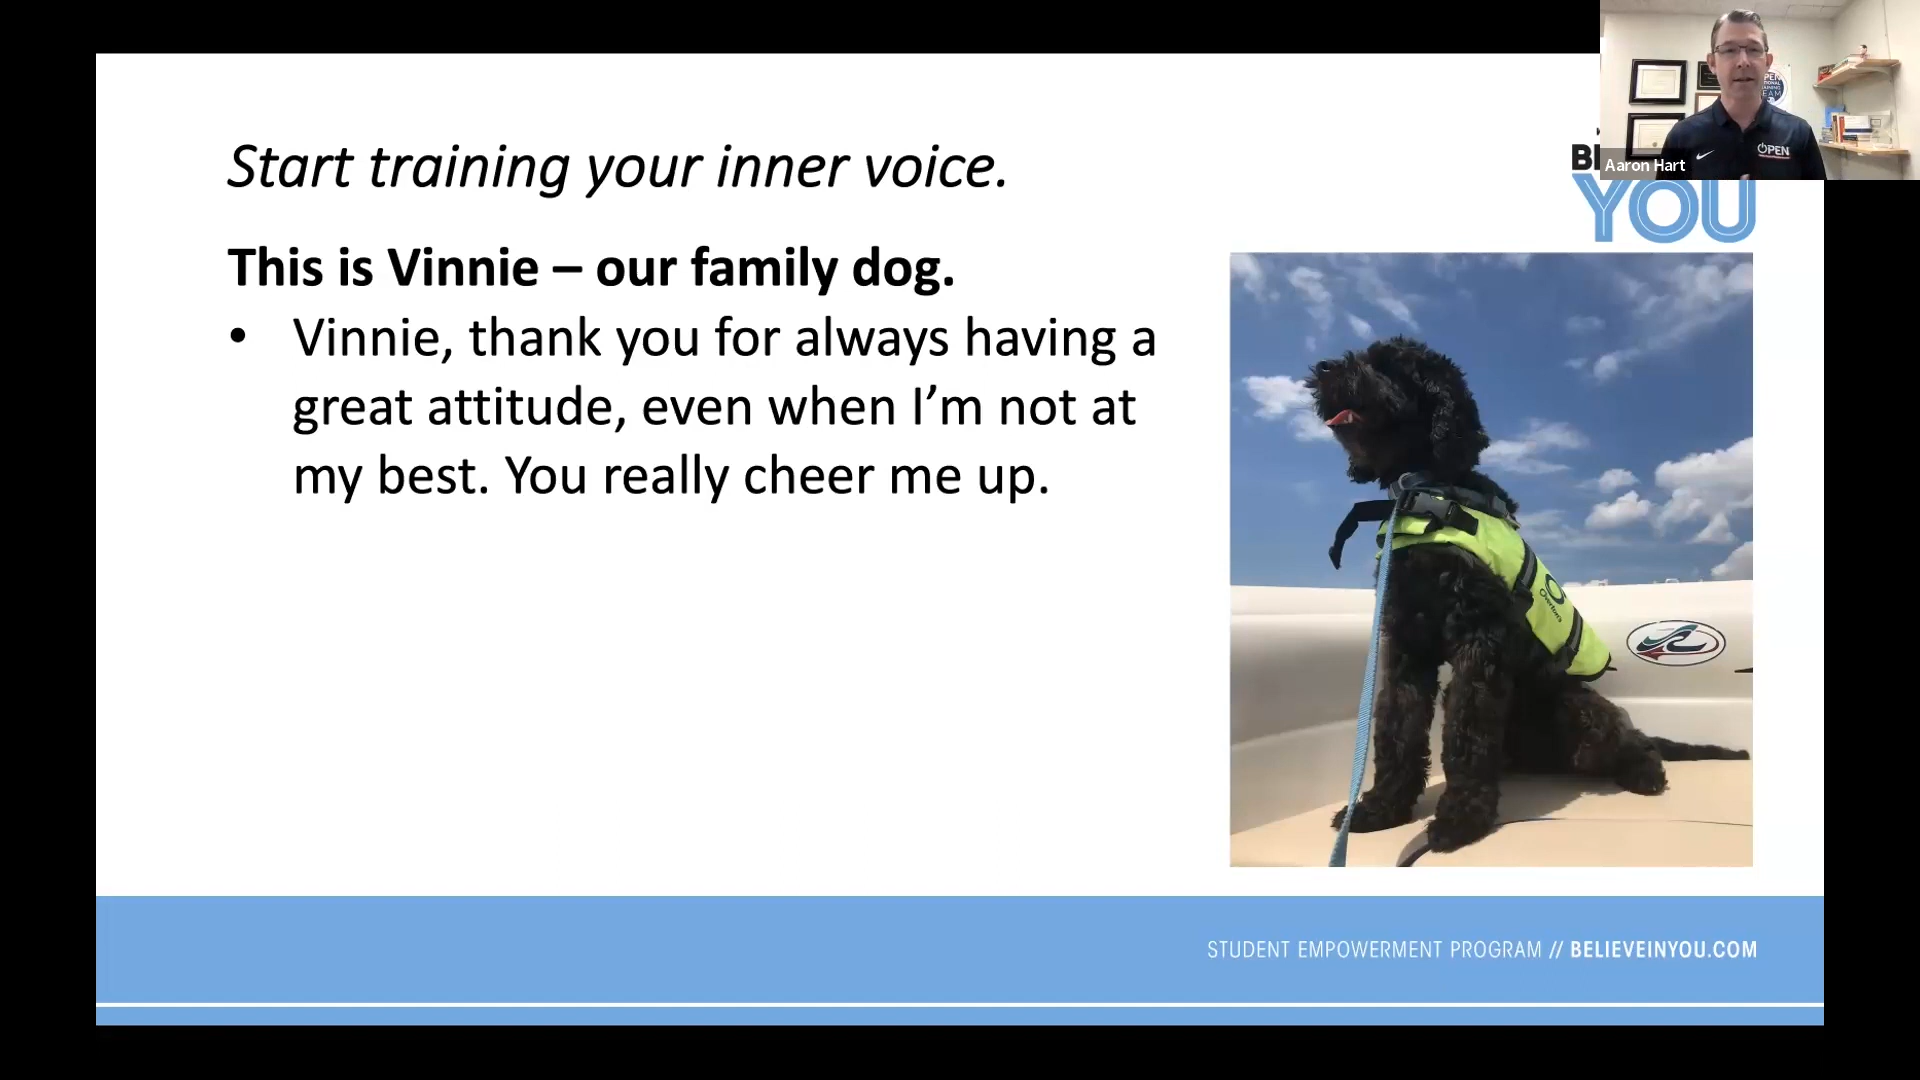 Start training your inner voice.
This is Vinnie – our family dog.
• Vinnie, thank you for always having a
great attitude, even when I’m not at
my best. You really cheer me up.
YOU
Aaron Hart
OPEN
Overton's
STUDENT EMPOWERMENT PROGRAM // BELIEVEINYOU.COM